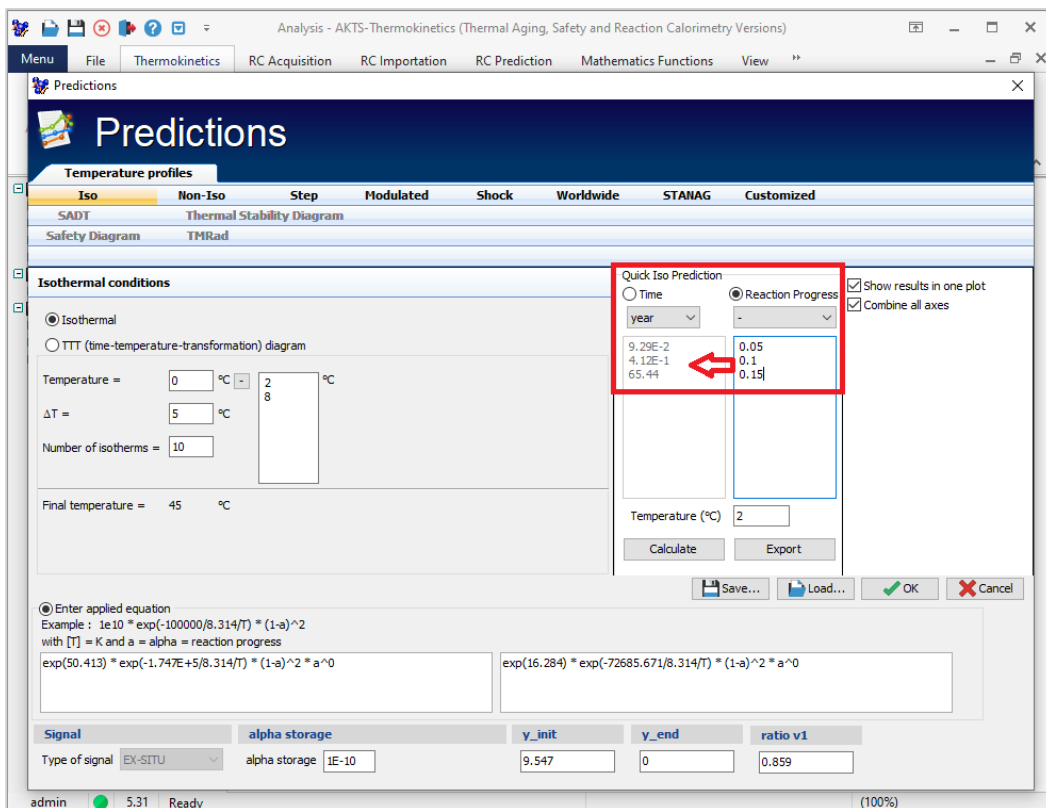 Analysis - AKTS-Thermokinetics (Thermal Aging, Safety and Reaction Calorimetry Versions)
Menu File Thermokinetics RC Acquisition RC Importation RC Prediction Mathematics Functions View
Predictions
Predictions
Temperature profiles
Iso Non-Iso Step Modulated Shock Worldwide STANAG Customized
SADT Thermal Stability Diagram
Safety Diagram TMRad
Isothermal conditions
Isothermal
TTT (time-temperature-transformation) diagram
Temperature = 0 ºC - 2 ºC
8
ΔT = 5 ºC
Number of isotherms = 10
Final temperature = 45 ºC
Quick Iso Prediction
Time Reaction Progress
year -
9.29E-2 0.05
4.12E-1 0.1
65.44 0.15
Temperature (ºC) 2
Calculate Export
Show results in one plot
Combine all axes
Save... Load... OK Cancel
Enter applied equation
Example : 1e10 * exp(-100000/8.314/T) * (1-a)^2
with [T] = K and a = alpha = reaction progress
exp(50.413) * exp(-1.747E+5/8.314/T) * (1-a)^2 * a^0
exp(16.284) * exp(-72685.671/8.314/T) * (1-a)^2 * a^0
Signal alpha storage y_init y_end ratio v1
Type of signal EX-SITU alpha storage 1E-10 9.547 0 0.859
admin 5.31 Ready (100%)